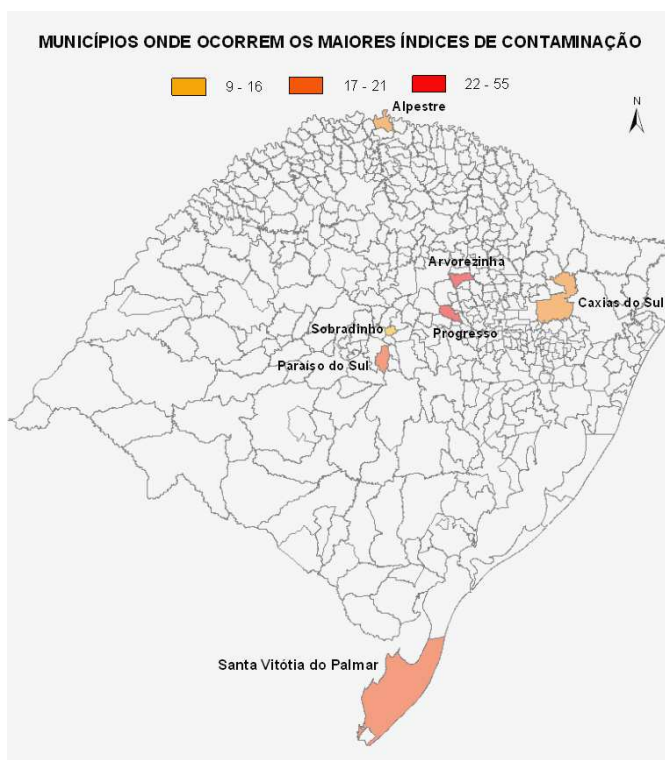 MUNICÍPIOS ONDE OCORREM OS MAIORES ÍNDICES DE CONTAMINAÇÃO
9 - 16 17 - 21 22 - 55
N
Alpestre
Arvorezinha
Caxias do Sul
Sobradinho
Progresso
Paraíso do Sul
Santa Vitótia do Palmar